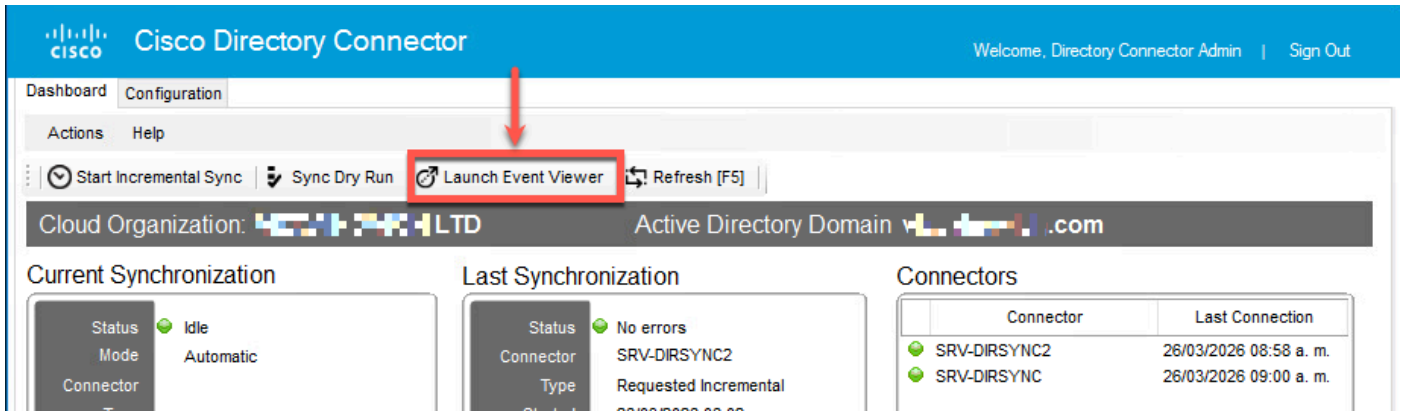 CISCO Cisco Directory Connector Welcome, Directory Connector Admin | Sign Out
Dashboard Configuration
Actions Help
Start Incremental Sync Sync Dry Run Launch Event Viewer Refresh [F5]
Cloud Organization: LTD Active Directory Domain .com
Current Synchronization
Status Idle
Mode Automatic
Connector
Last Synchronization
Status No errors
Connector SRV-DIRSYNC2
Type Requested Incremental
Connectors
Connector Last Connection
SRV-DIRSYNC2 26/03/2026 08:58 a. m.
SRV-DIRSYNC 26/03/2026 09:00 a. m.